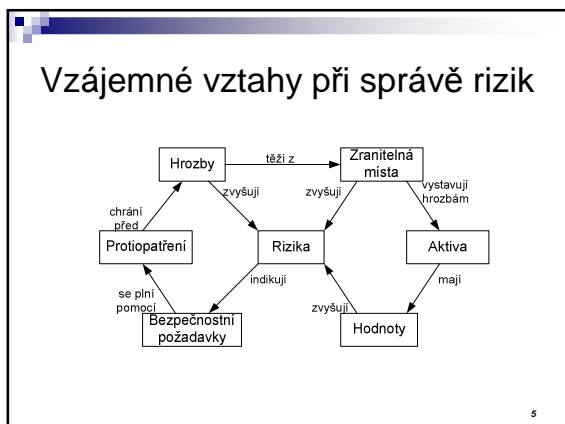 Vzájemné vztahy při správě rizik
Hrozby
těží z
Zranitelná
místa
zvyšují
zvyšují
vystavují
hrozbám
chrání
před
Protiopatření
Rizika
Aktiva
se plní
pomocí
indikují
zvyšují
mají
Bezpečnostní
požadavky
Hodnoty
5